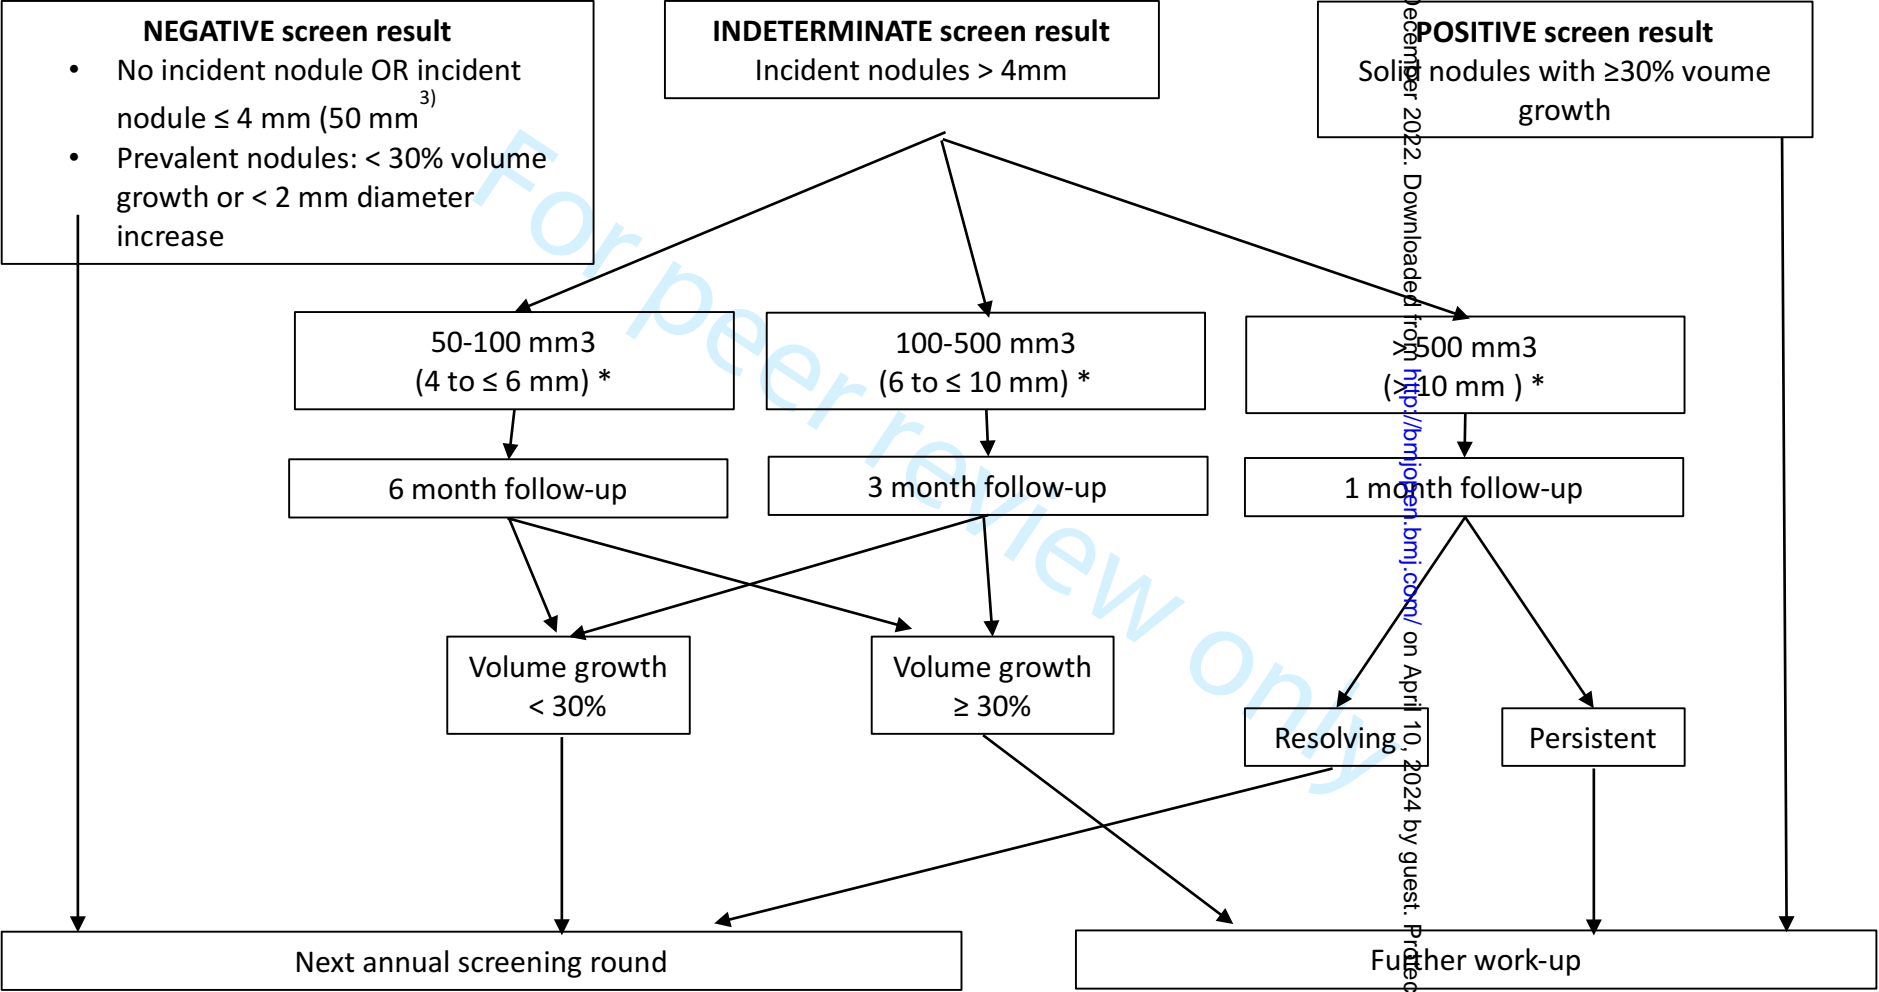 NEGATIVE screen result
• No incident nodule OR incident
nodule ≤ 4 mm (50 mm3)
• Prevalent nodules: < 30% volume
growth or < 2 mm diameter
increase
INDETERMINATE screen result
Incident nodules > 4mm
POSITIVE screen result
Solid nodules with ≥30% voume
growth
50-100 mm3
(4 to ≤ 6 mm) *
100-500 mm3
(6 to ≤ 10 mm) *
> 500 mm3
(> 10 mm ) *
6 month follow-up
3 month follow-up
1 month follow-up
Volume growth
< 30%
Volume growth
≥ 30%
Resolving
Persistent
Next annual screening round
Further work-up
For peer review only
December 2022. Downloaded from http://bmjopen.bmj.com/ on April 10, 2024 by guest.